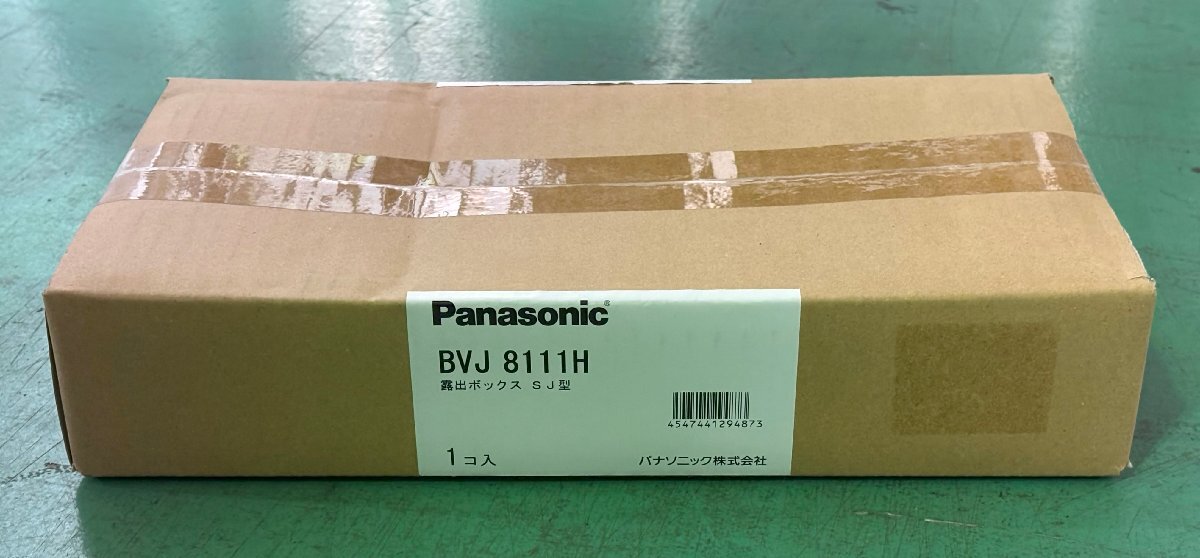 Panasonic®
BVJ 8111H
露出ボックス SJ型
4547441294873
1コ入
パナソニック株式会社